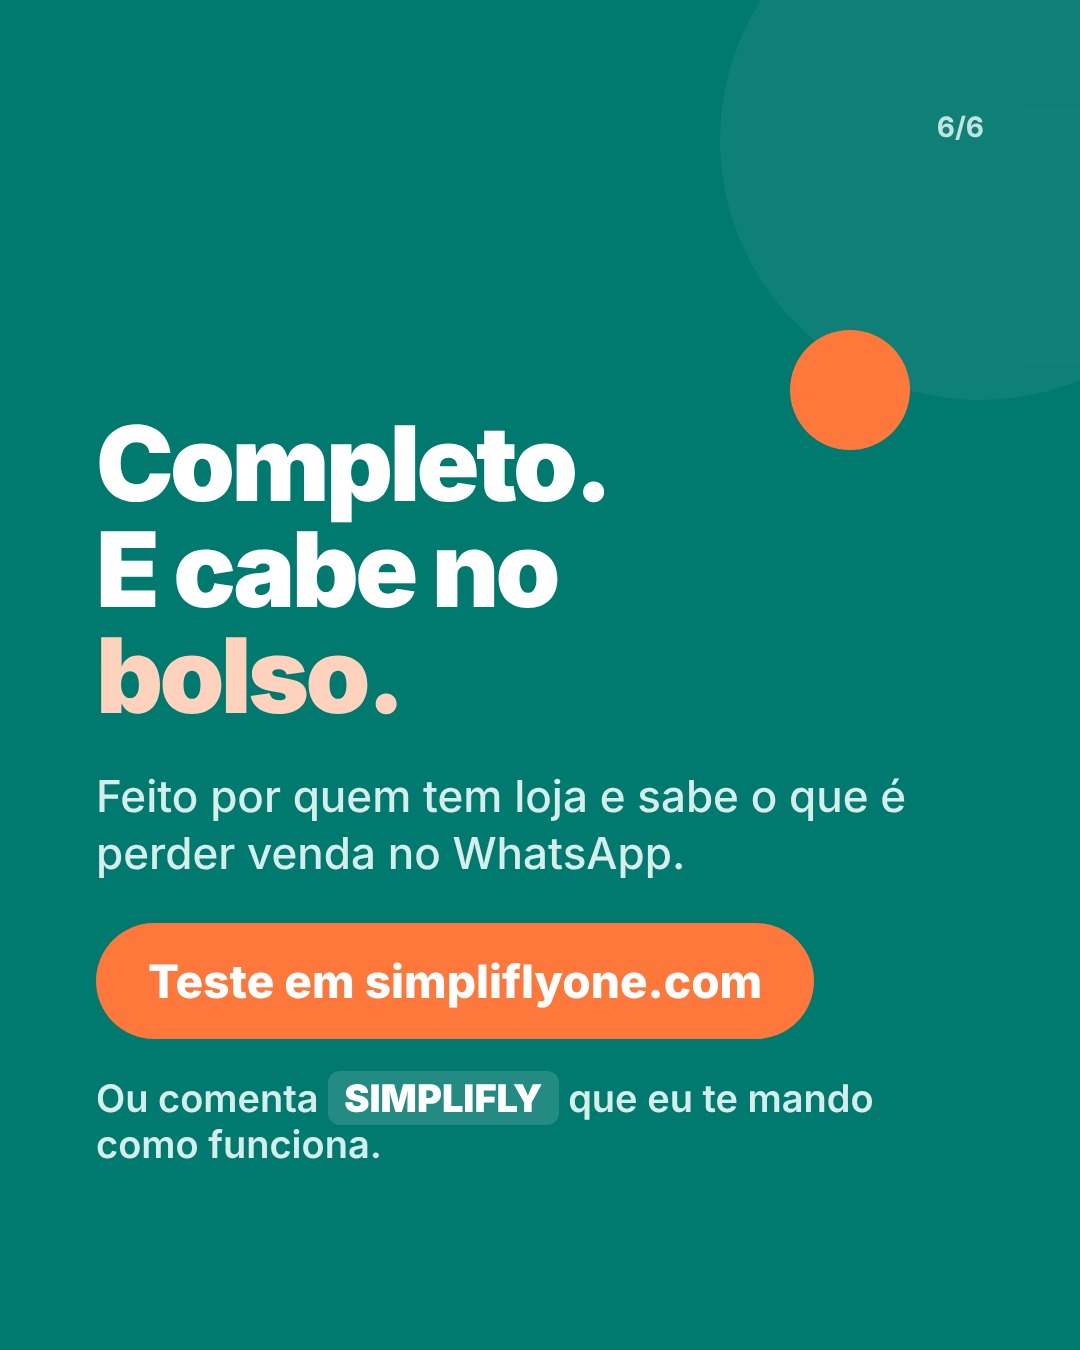 6/6
Completo.
E cabe no
bolso.
Feito por quem tem loja e sabe o que é
perder venda no WhatsApp.
Teste em simpliflyone.com
Ou comenta SIMPLIFLY que eu te mando
como funciona.